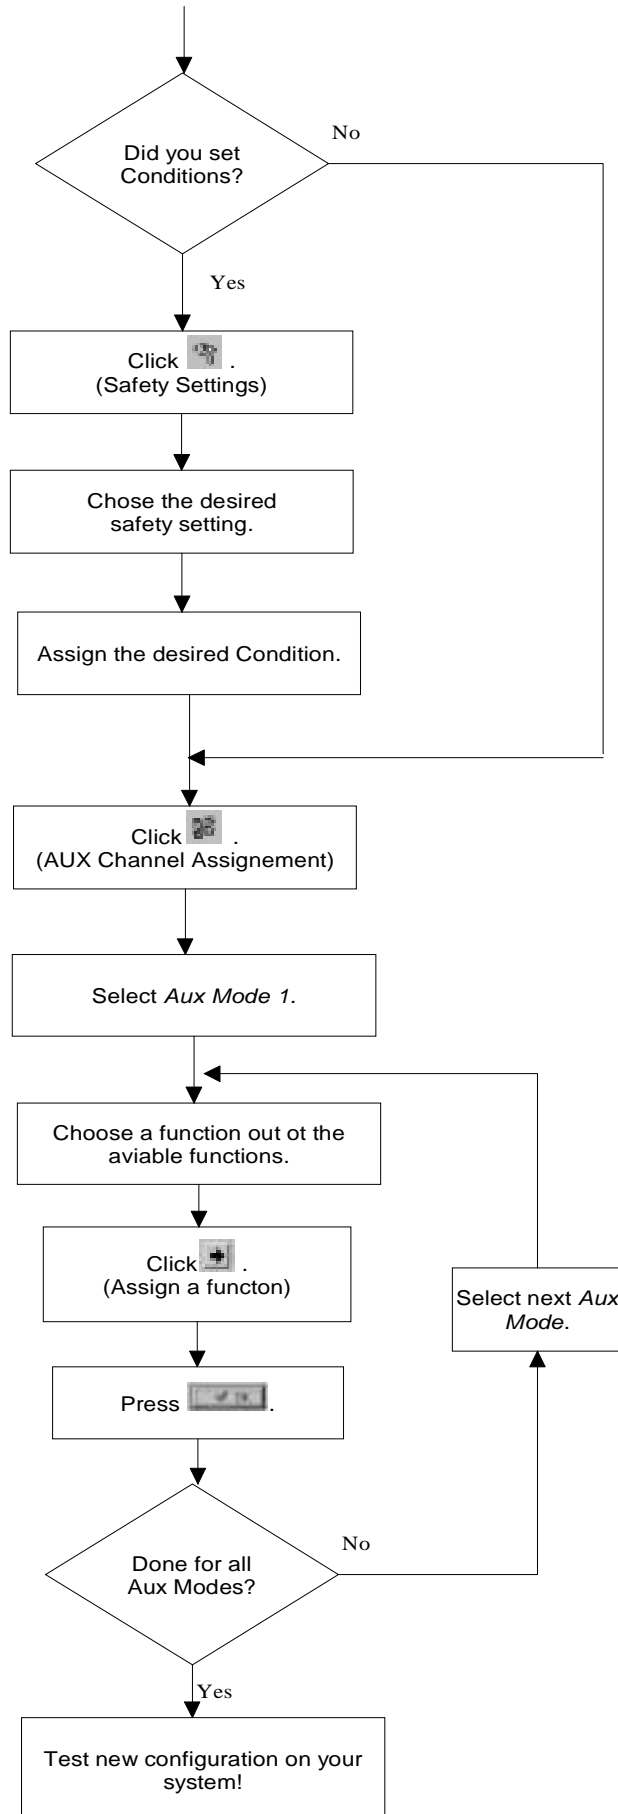 Did you set
Conditions?
No
Yes
Click .
(Safety Settings)
Chose the desired
safety setting.
Assign the desired Condition.
Click .
(AUX Channel Assignement)
Select Aux Mode 1.
Choose a function out ot the
aviable functions.
Click .
(Assign a functon)
Select next Aux
Mode.
Press .
Done for all
Aux Modes?
No
Yes
Test new configuration on your
system!